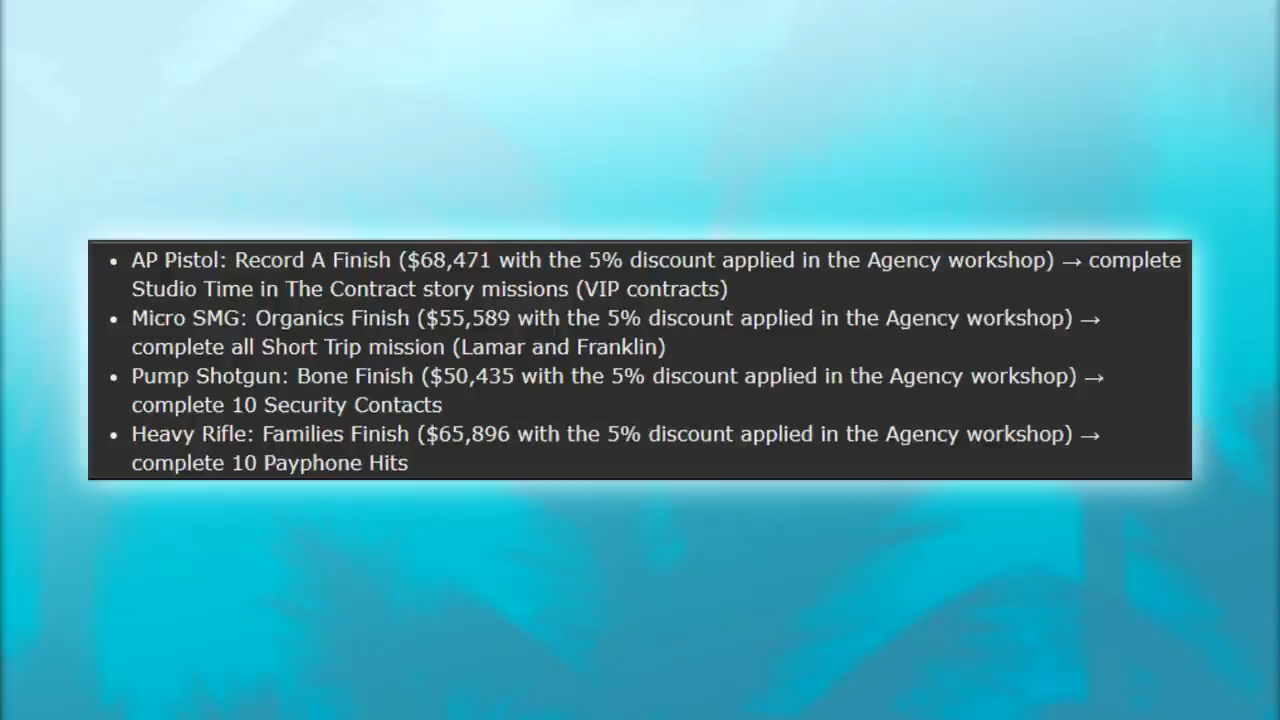 • AP Pistol: Record A Finish ($68,471 with the 5% discount applied in the Agency workshop) → complete
Studio Time in The Contract story missions (VIP contracts)
• Micro SMG: Organics Finish ($55,589 with the 5% discount applied in the Agency workshop) →
complete all Short Trip mission (Lamar and Franklin)
• Pump Shotgun: Bone Finish ($50,435 with the 5% discount applied in the Agency workshop) →
complete 10 Security Contacts
• Heavy Rifle: Families Finish ($65,896 with the 5% discount applied in the Agency workshop) →
complete 10 Payphone Hits